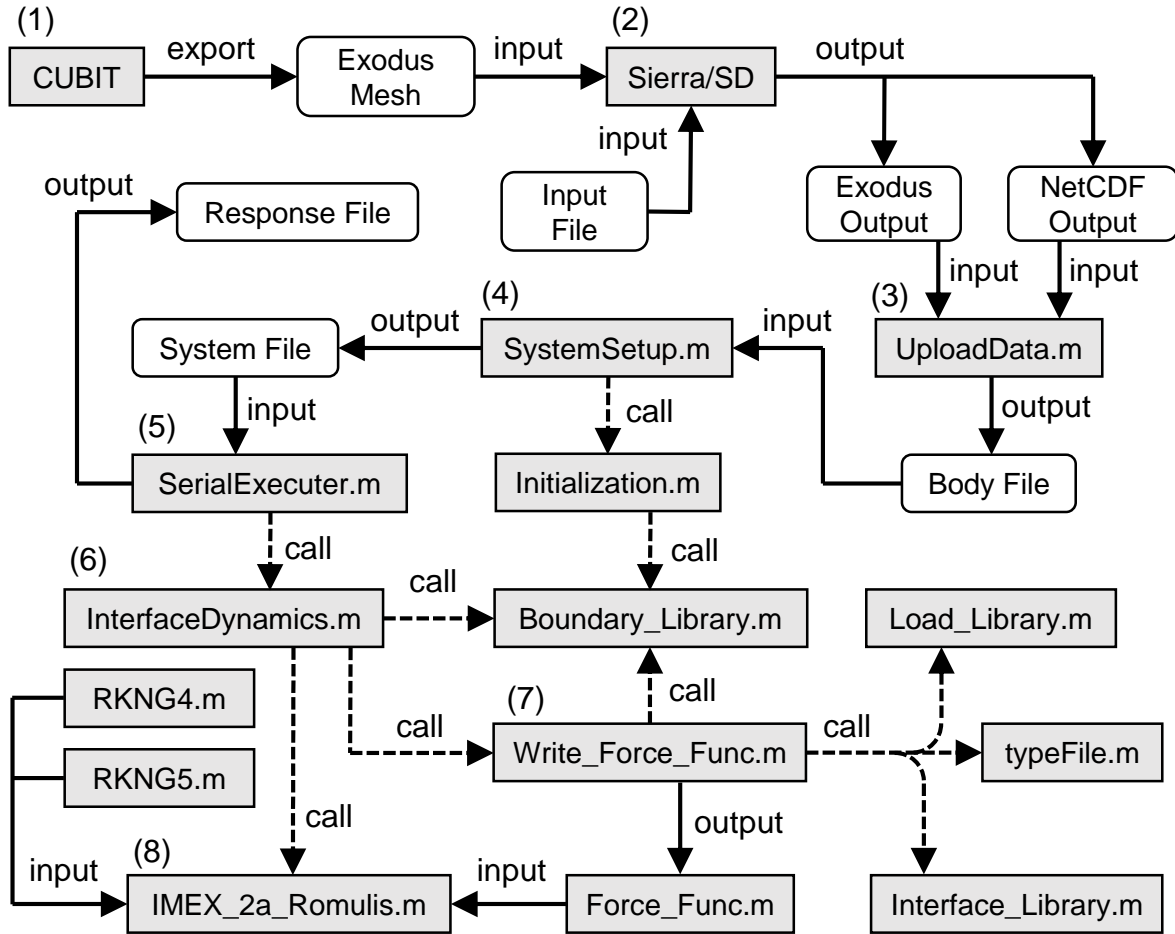 (1)
(2)
export
input
output
CUBIT
Exodus
Mesh
Sierra/SD
input
output
Response File
Input
File
Exodus
Output
NetCDF
Output
input
input
(4)
(3)
output
input
System File
SystemSetup.m
UploadData.m
input
call
output
(5)
SerialExecuter.m
Initialization.m
Body File
call
call
(6)
call
InterfaceDynamics.m
Boundary_Library.m
Load_Library.m
RKNG4.m
call
(7)
call
call
Write_Force_Func.m
typeFile.m
RKNG5.m
call
output
(8)
input
input
IMEX_2a_Romulis.m
Force_Func.m
Interface_Library.m